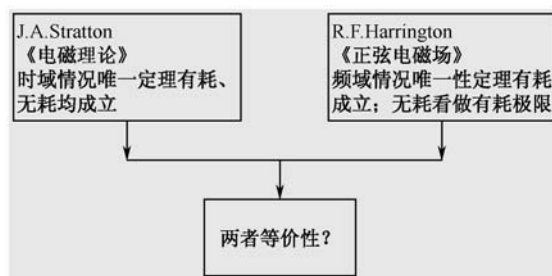 J.A.Stratton
《电磁理论》
时域情况唯一定理有耗、
无耗均成立
R.F.Harrington
《正弦电磁场》
频域情况唯一性定理有耗
成立；无耗看做有耗极限
两者等价性？